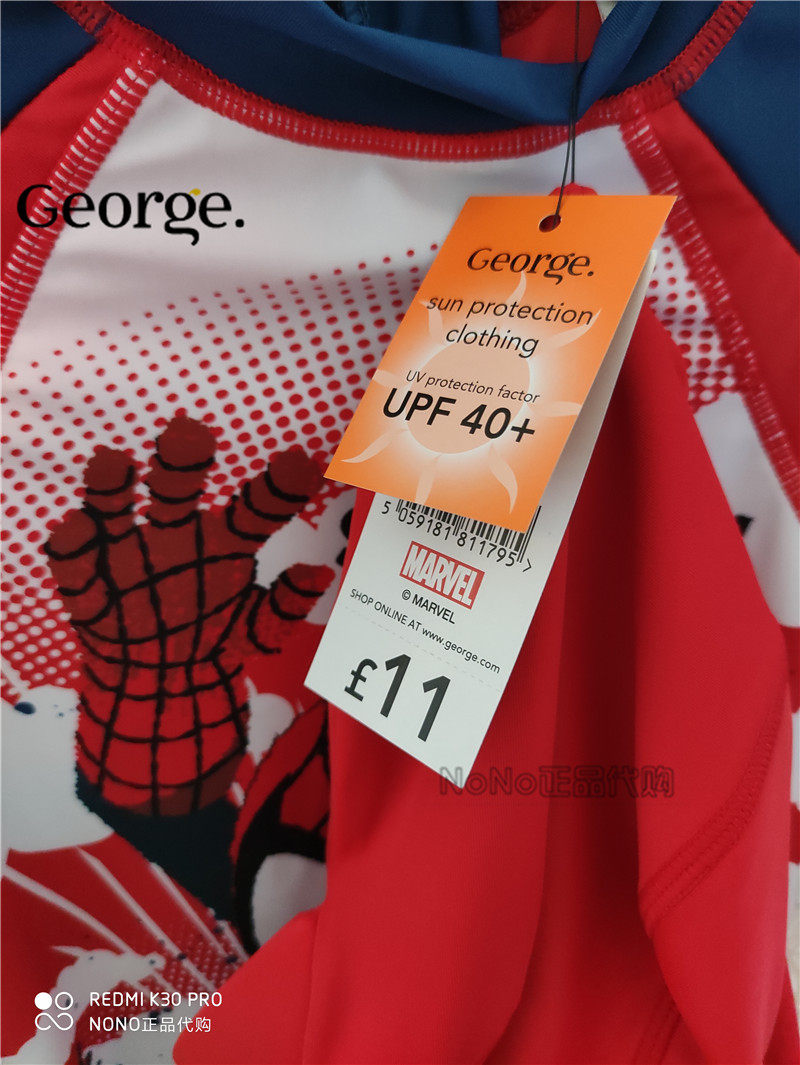 George.
George.
sun protection
clothing
UV protection factor
UPF 40+
5 059181 811795 >
MARVEL
© MARVEL
SHOP ONLINE AT www.george.com
£11
NoNo正品代购
REDMI K30 PRO
NONO正品代购